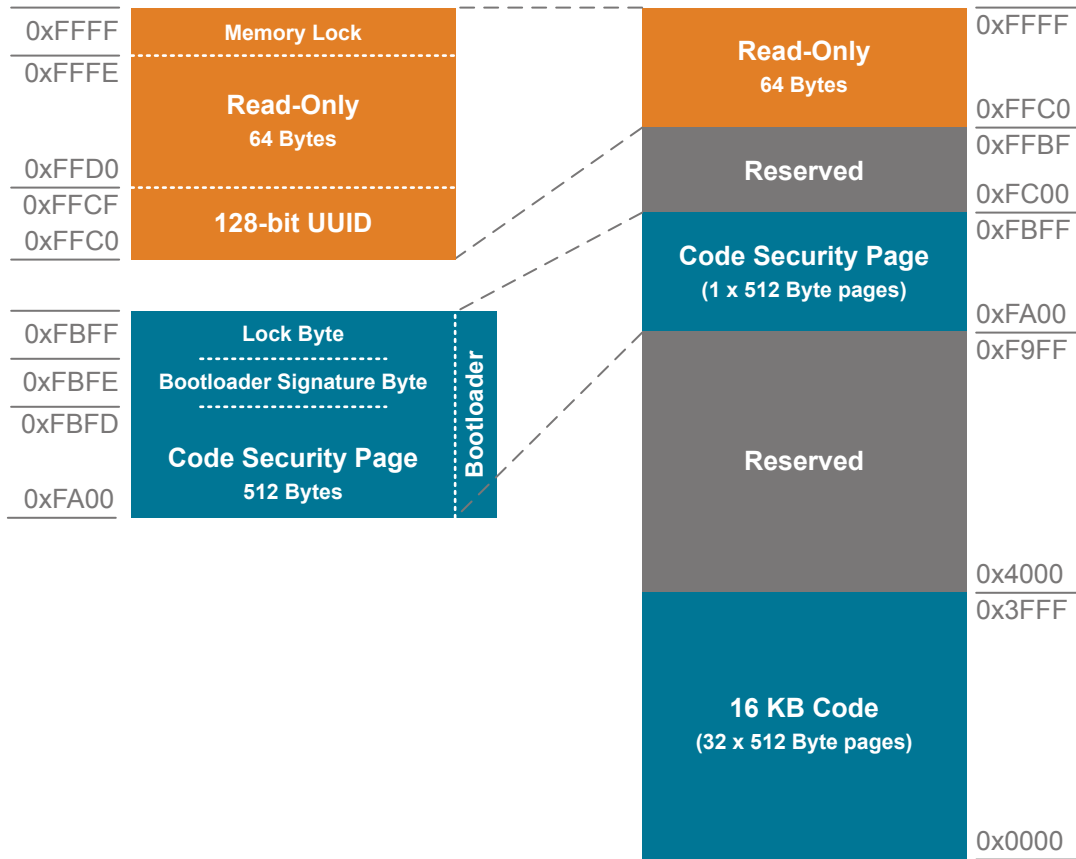 0xFFFF
Memory Lock
0xFFFE
Read-Only
64 Bytes
0xFFD0
0xFFCF
128-bit UUID
0xFFC0
0xFBFF
Lock Byte
0xFBFE
Bootloader Signature Byte
0xFBFD
Code Security Page
512 Bytes
0xFA00
Bootloader
Read-Only
64 Bytes
0xFFFF
0xFFC0
Reserved
0xFFBF
0xFC00
Code Security Page
(1 x 512 Byte pages)
0xFBFF
0xFA00
Reserved
0xF9FF
0x4000
16 KB Code
(32 x 512 Byte pages)
0x3FFF
0x0000